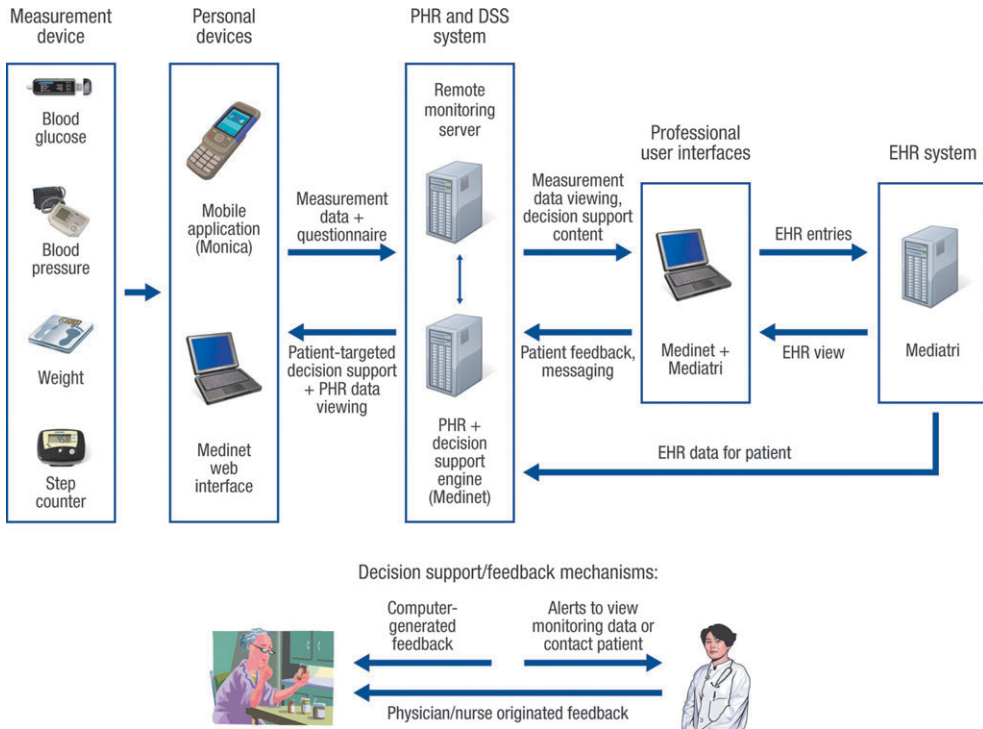 Measurement
device
Blood
glucose
Blood
pressure
Weight
Step
counter
Personal
devices
Mobile
application
(Monica)
Medinet
web
interface
Measurement
data +
questionnaire
Patient-targeted
decision support
+ PHR data
viewing
PHR and DSS
system
Remote
monitoring
server
PHR +
decision
support
engine
(Medinet)
Measurement
data viewing,
decision support
content
Patient feedback,
messaging
Professional
user interfaces
Medinet +
Mediatri
EHR entries
EHR view
EHR system
Mediatri
EHR data for patient
Decision support/feedback mechanisms:
Computer-
generated
feedback
Alerts to view
monitoring data or
contact patient
Physician/nurse originated feedback